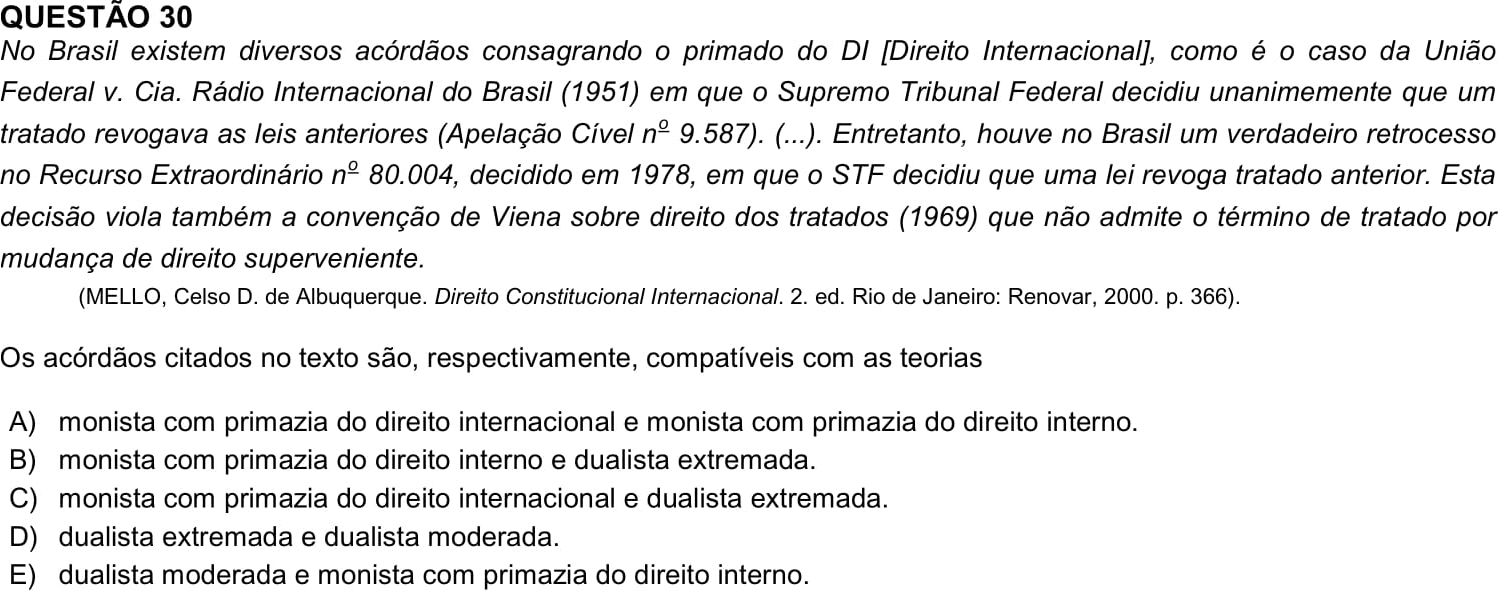 QUESTÃO 30
No Brasil existem diversos acórdãos consagrando o primado do DI [Direito Internacional], como é o caso da União
Federal v. Cia. Rádio Internacional do Brasil (1951) em que o Supremo Tribunal Federal decidiu unanimemente que um
tratado revogava as leis anteriores (Apelação Cível nº 9.587). (...). Entretanto, houve no Brasil um verdadeiro retrocesso
no Recurso Extraordinário nº 80.004, decidido em 1978, em que o STF decidiu que uma lei revoga tratado anterior. Esta
decisão viola também a convenção de Viena sobre direito dos tratados (1969) que não admite o término de tratado por
mudança de direito superveniente.
(MELLO, Celso D. de Albuquerque. Direito Constitucional Internacional. 2. ed. Rio de Janeiro: Renovar, 2000. p. 366).
Os acórdãos citados no texto são, respectivamente, compatíveis com as teorias
A) monista com primazia do direito internacional e monista com primazia do direito interno.
B) monista com primazia do direito interno e dualista extremada.
C) monista com primazia do direito internacional e dualista extremada.
D) dualista extremada e dualista moderada.
E) dualista moderada e monista com primazia do direito interno.